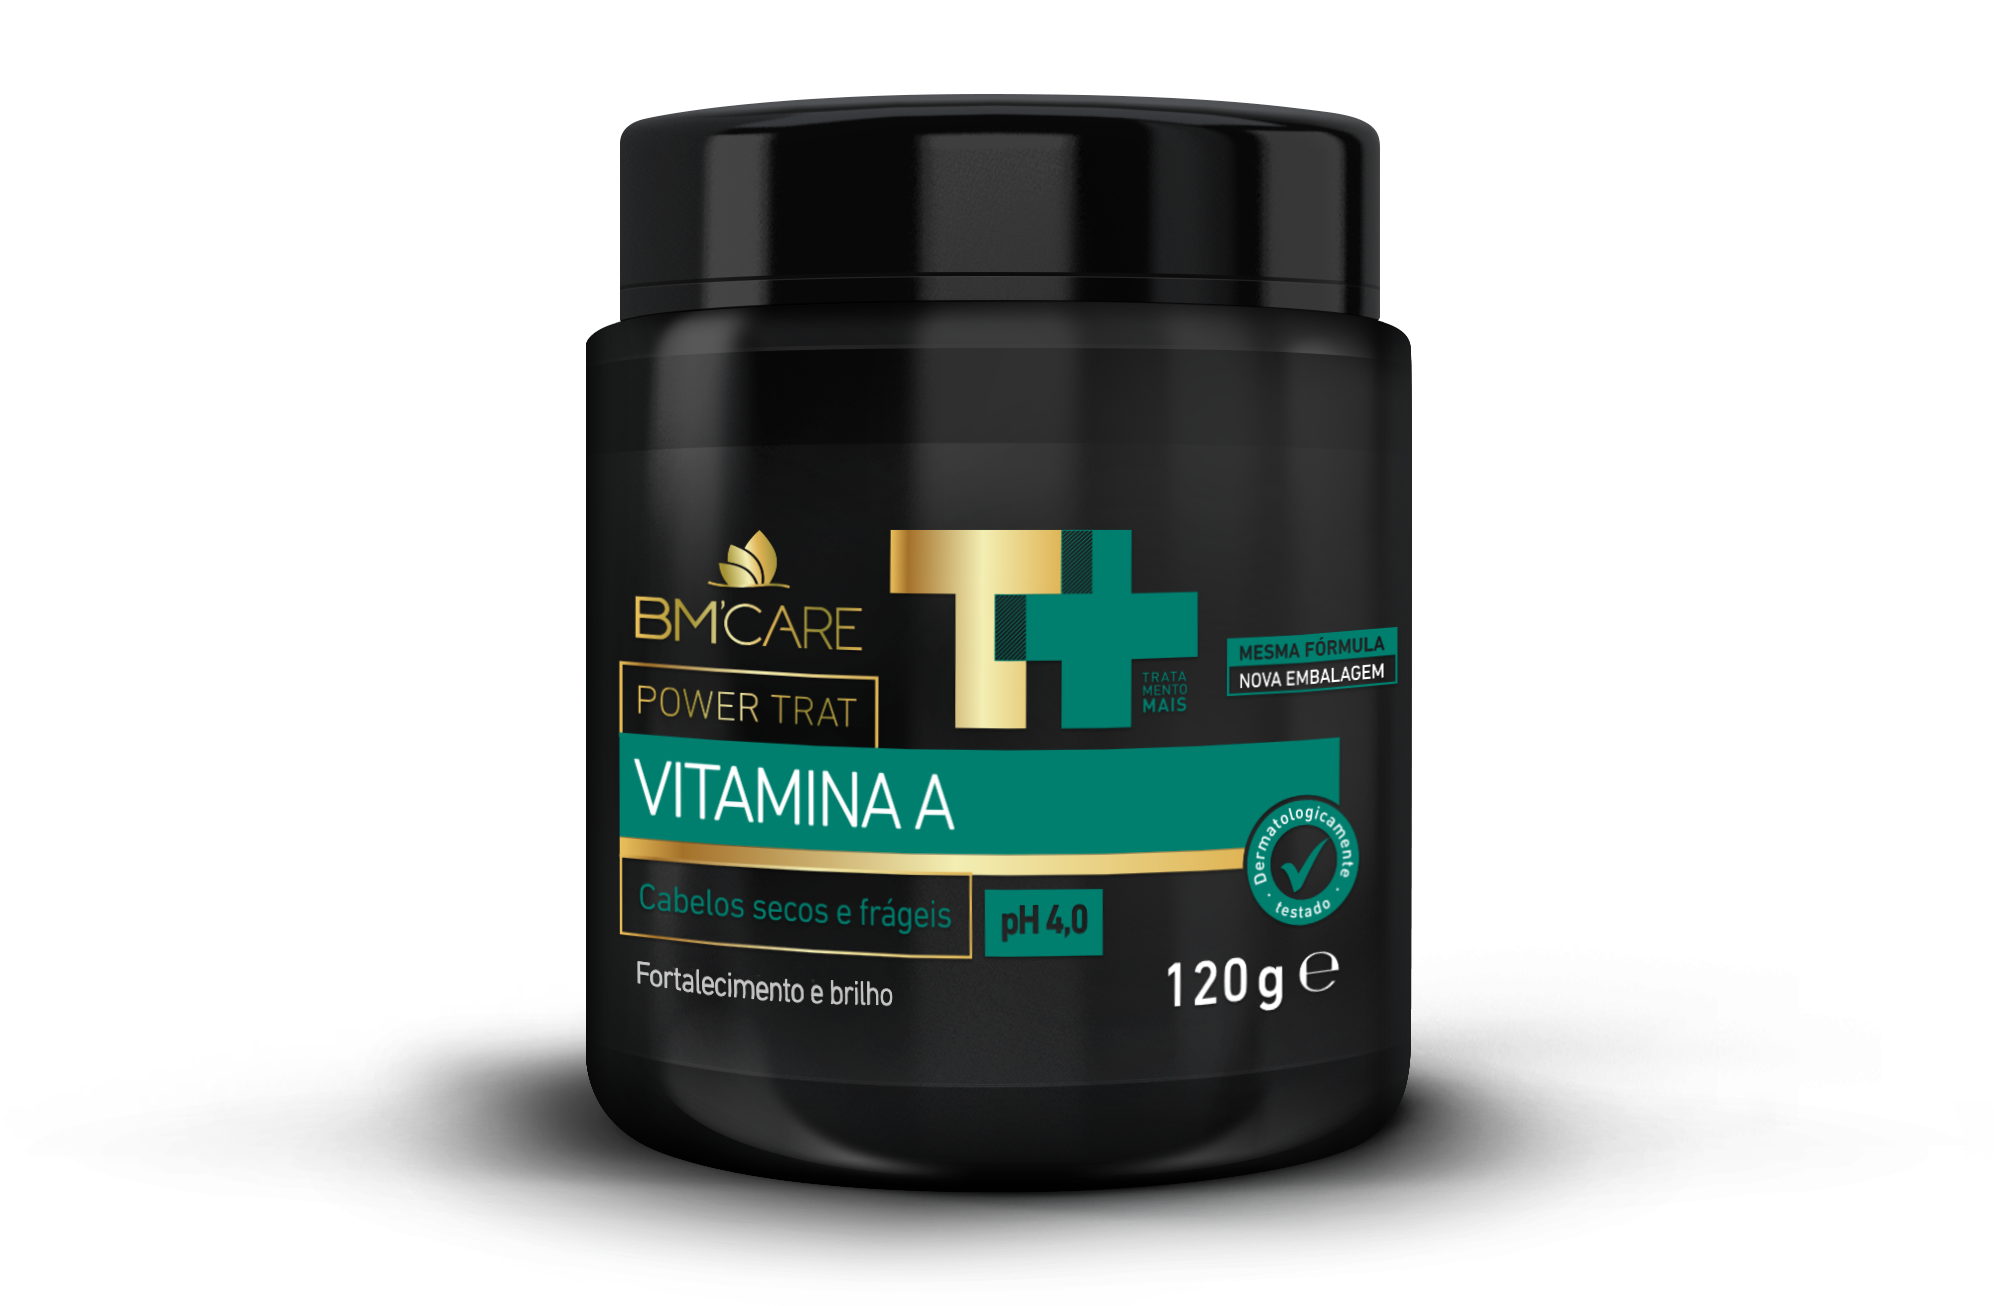 BM'CARE
POWER TRAT
T+
TRATA
MENTO
MAIS
MESMA FÓRMULA
NOVA EMBALAGEM
VITAMINA A
Dermatologicamente
testado
Cabelos secos e frágeis
pH 4,0
Fortalecimento e brilho
120g ℮